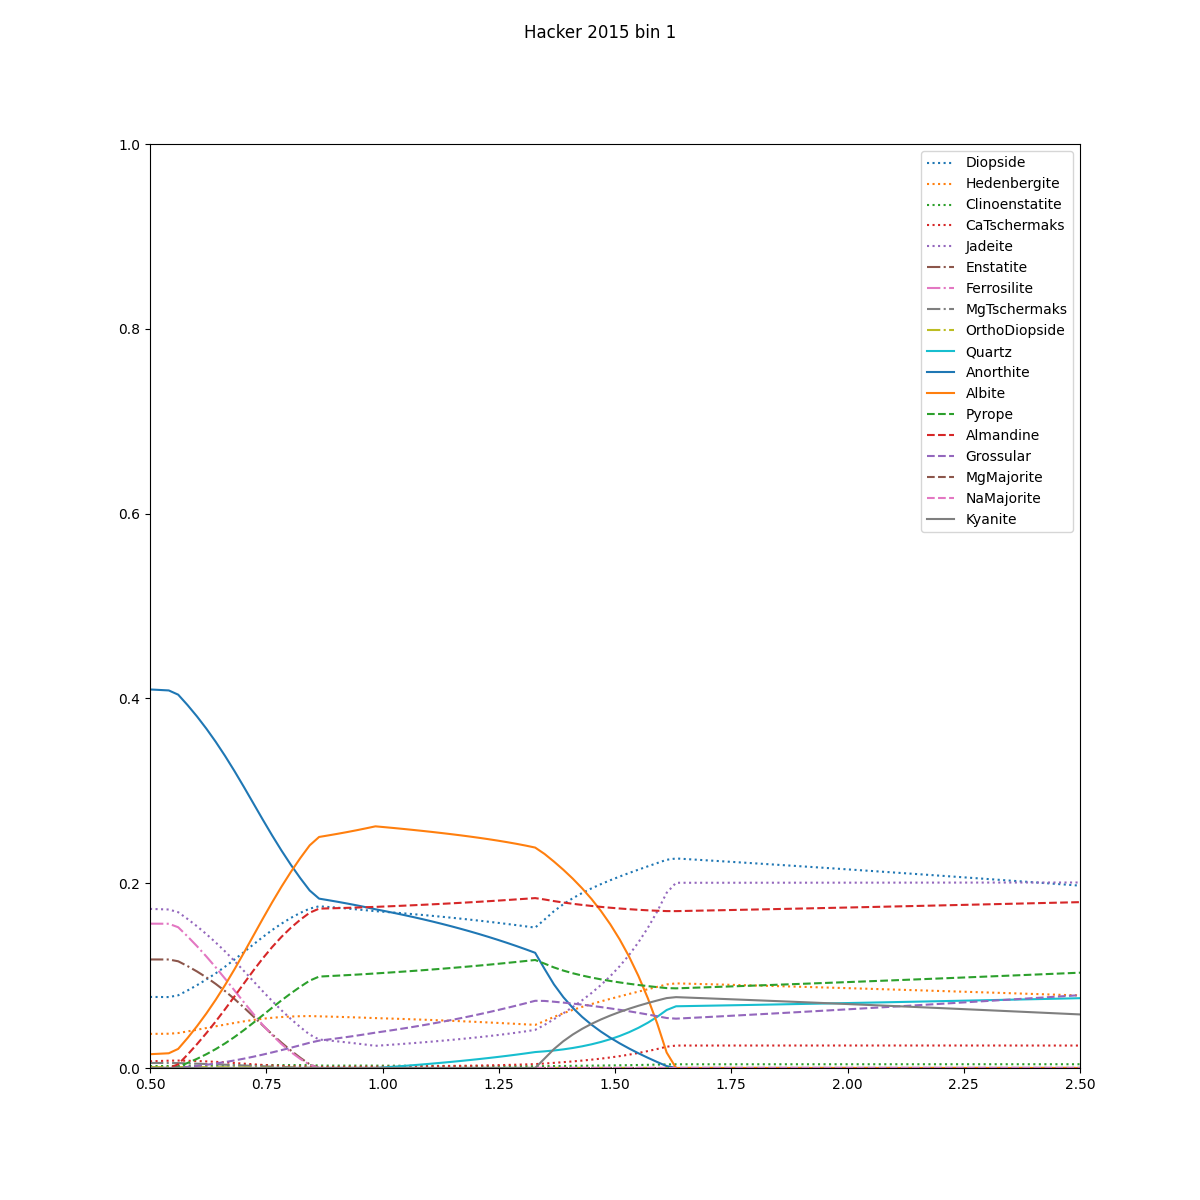 Hacker 2015 bin 1
1.0
0.8
0.6
0.4
0.2
0.0
Diopside
Hedenbergite
Clinoenstatite
CaTschermaks
Jadeite
Enstatite
Ferrosilite
MgTschermaks
OrthoDiopside
Quartz
Anorthite
Albite
Pyrope
Almandine
Grossular
MgMajorite
NaMajorite
Kyanite
0.50 0.75 1.00 1.25 1.50 1.75 2.00 2.25 2.50